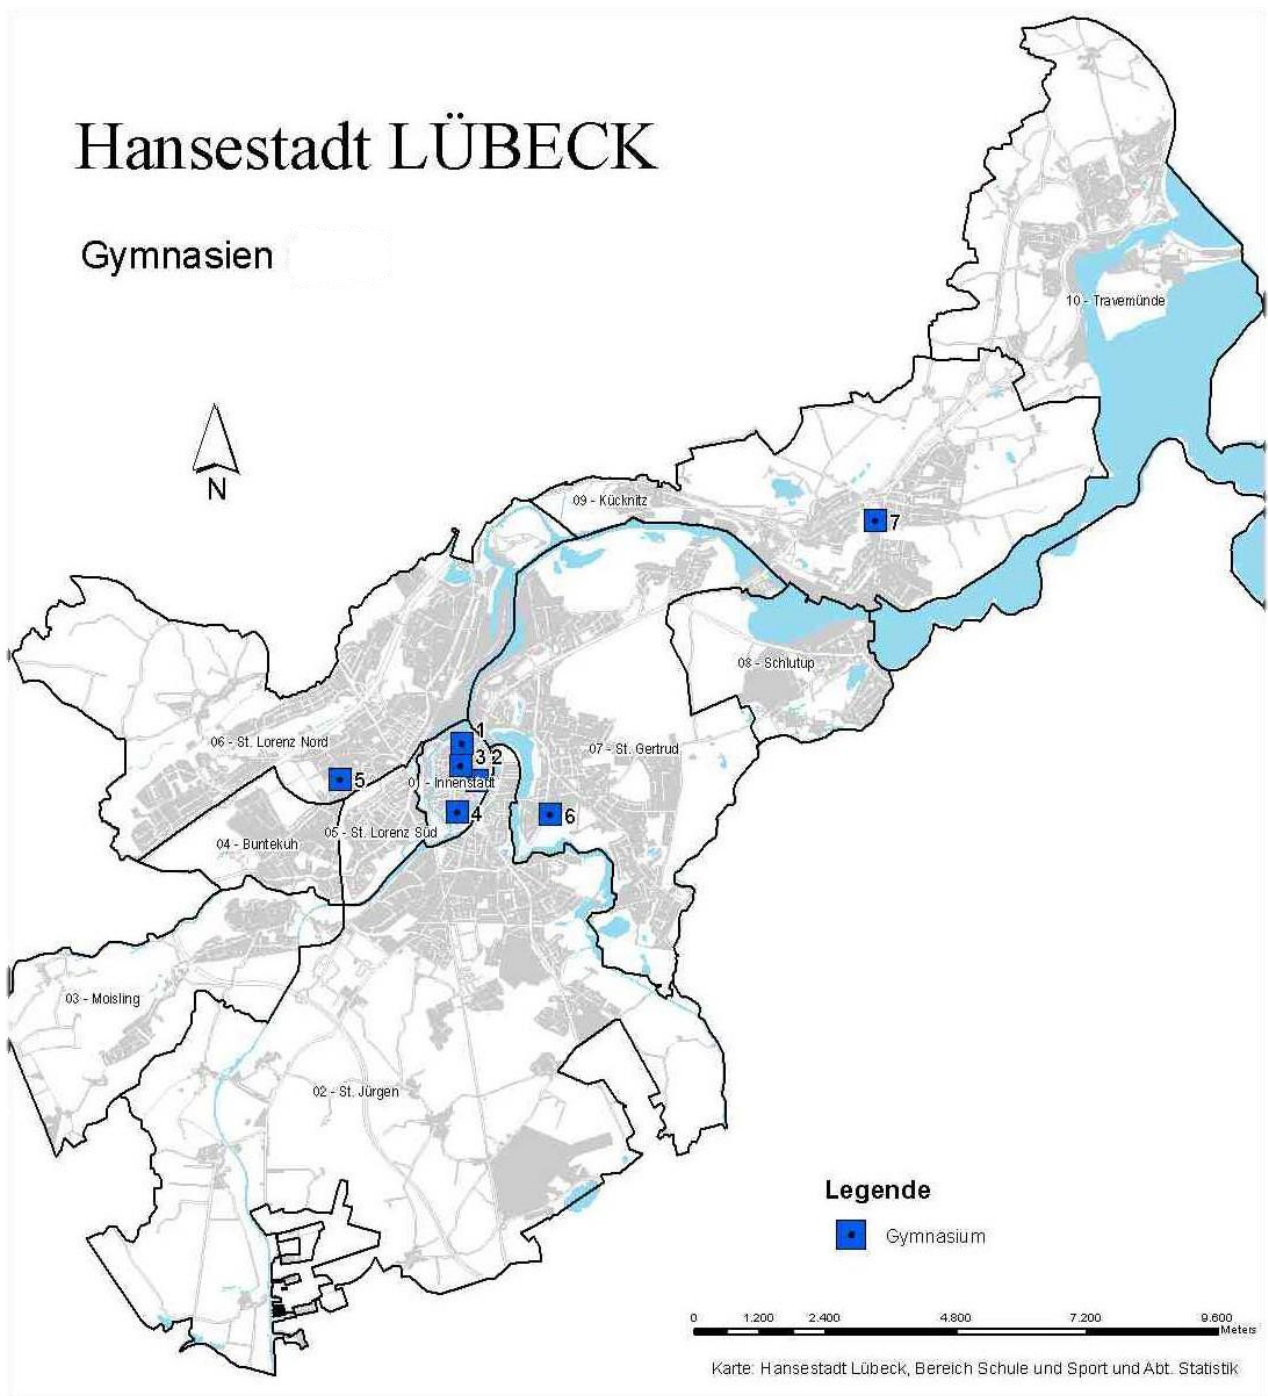 Hansestadt LÜBECK
Gymnasien
10 - Travemünde
N
09 - Kücknitz
7
08 - Schlutup
1
06 - St. Lorenz Nord
07 - St. Gertrud
3 2
5
01 - Innenstadt
4
6
05 - St. Lorenz Süd
04 - Buntekuh
03 - Moisling
02 - St. Jürgen
Legende
Gymnasium
0 1.200 2.400 4.800 7.200 9.600
Meters
Karte: Hansestadt Lübeck, Bereich Schule und Sport und Abt. Statistik